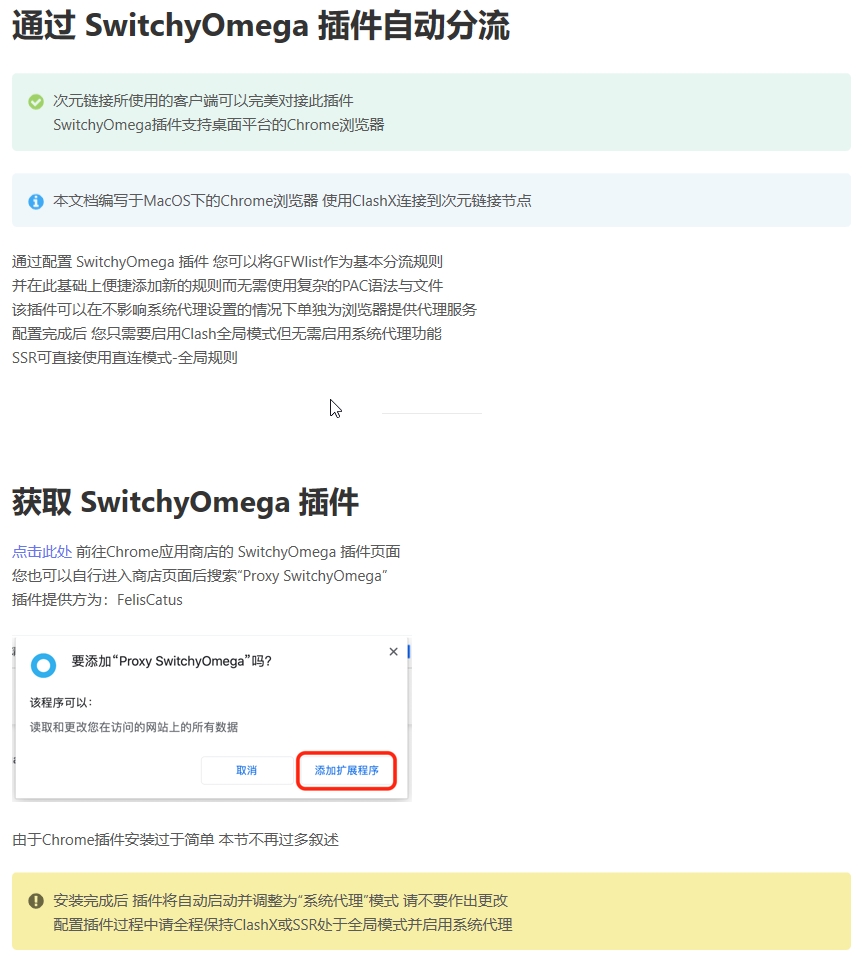 通过 SwitchyOmega 插件自动分流
次元链接所使用的客户端可以完美对接此插件
SwitchyOmega插件支持桌面平台的Chrome浏览器
本文档编写于MacOS下的Chrome浏览器 使用ClashX连接到次元链接节点
通过配置 SwitchyOmega 插件 您可以将GFWlist作为基本分流规则
并在此基础上便捷添加新的规则而无需使用复杂的PAC语法与文件
该插件可以在不影响系统代理设置的情况下单独为浏览器提供代理服务
配置完成后 您只需要启用Clash全局模式但无需启用系统代理功能
SSR可直接使用直连模式-全局规则
获取 SwitchyOmega 插件
点击此处 前往Chrome应用商店的 SwitchyOmega 插件页面
您也可以自行进入商店页面后搜索“Proxy SwitchyOmega”
插件提供方为：FelisCatus
要添加“Proxy SwitchyOmega”吗?
该程序可以：
读取和更改您在访问的网站上的所有数据
取消
添加扩展程序
由于Chrome插件安装过于简单 本节不再过多叙述
安装完成后 插件将自动启动并调整为“系统代理”模式 请不要作出更改
配置插件过程中请全程保持ClashX或SSR处于全局模式并启用系统代理